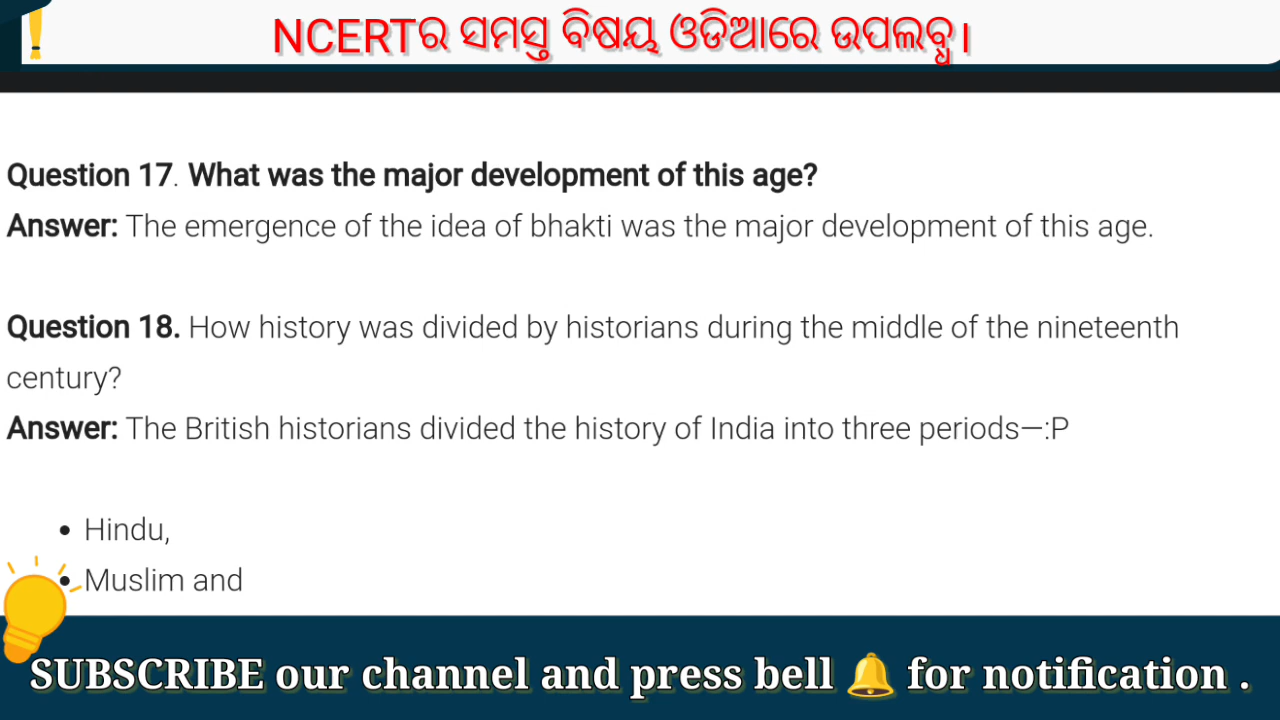 NCERTର ସମସ୍ତ ବିଷୟ ଓଡିଆରେ ଉପଲବ୍ଧ।
Question 17. What was the major development of this age?
Answer: The emergence of the idea of bhakti was the major development of this age.
Question 18. How history was divided by historians during the middle of the nineteenth
century?
Answer: The British historians divided the history of India into three periods—:P
• Hindu,
• Muslim and
SUBSCRIBE our channel and press bell 🔔 for notification .